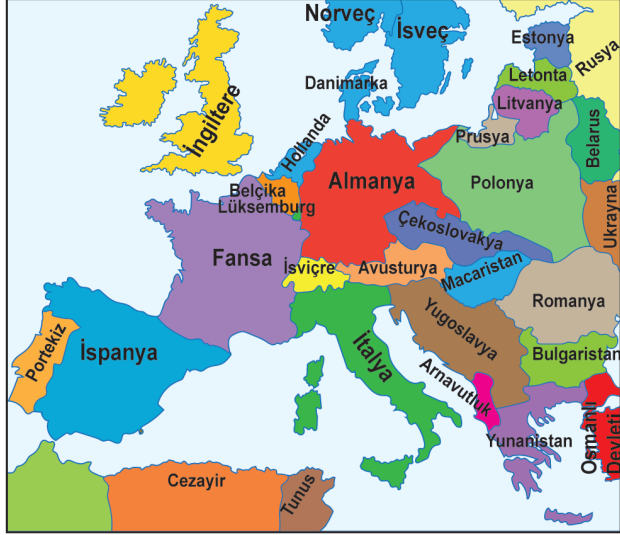 Norveç
İsveç
Estonya
Rusya
Letonta
Danimarka
Litvanya
İngiltere
Prusya
Belarus
Hollanda
Almanya
Polonya
Belçika
Lüksemburg
Ukrayna
Çekoslovakya
Fansa
İsviçre
Avusturya
Macaristan
Romanya
Yugoslavya
Portekiz
İspanya
İtalya
Bulgaristan
Arnavutluk
Osmanlı
Devleti
Yunanistan
Cezayir
Tunus